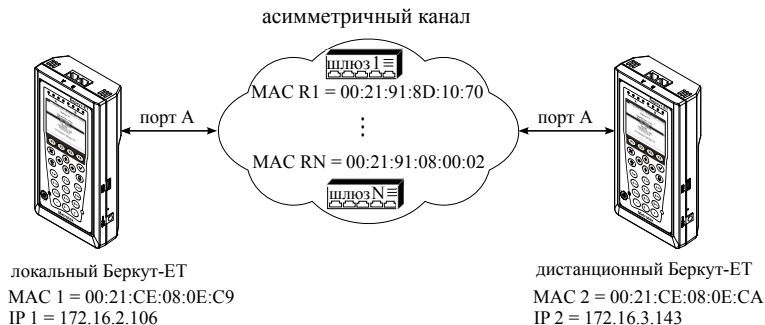 асимметричный канал
шлюз1
MAC R1 = 00:21:91:8D:10:70
порт А
порт А
MAC RN = 00:21:91:08:00:02
шлюзN
локальный Беркут-ЕТ
MAC 1 = 00:21:CE:08:0E:C9
IP 1 = 172.16.2.106
дистанционный Беркут-ЕТ
MAC 2 = 00:21:CE:08:0E:CA
IP 2 = 172.16.3.143